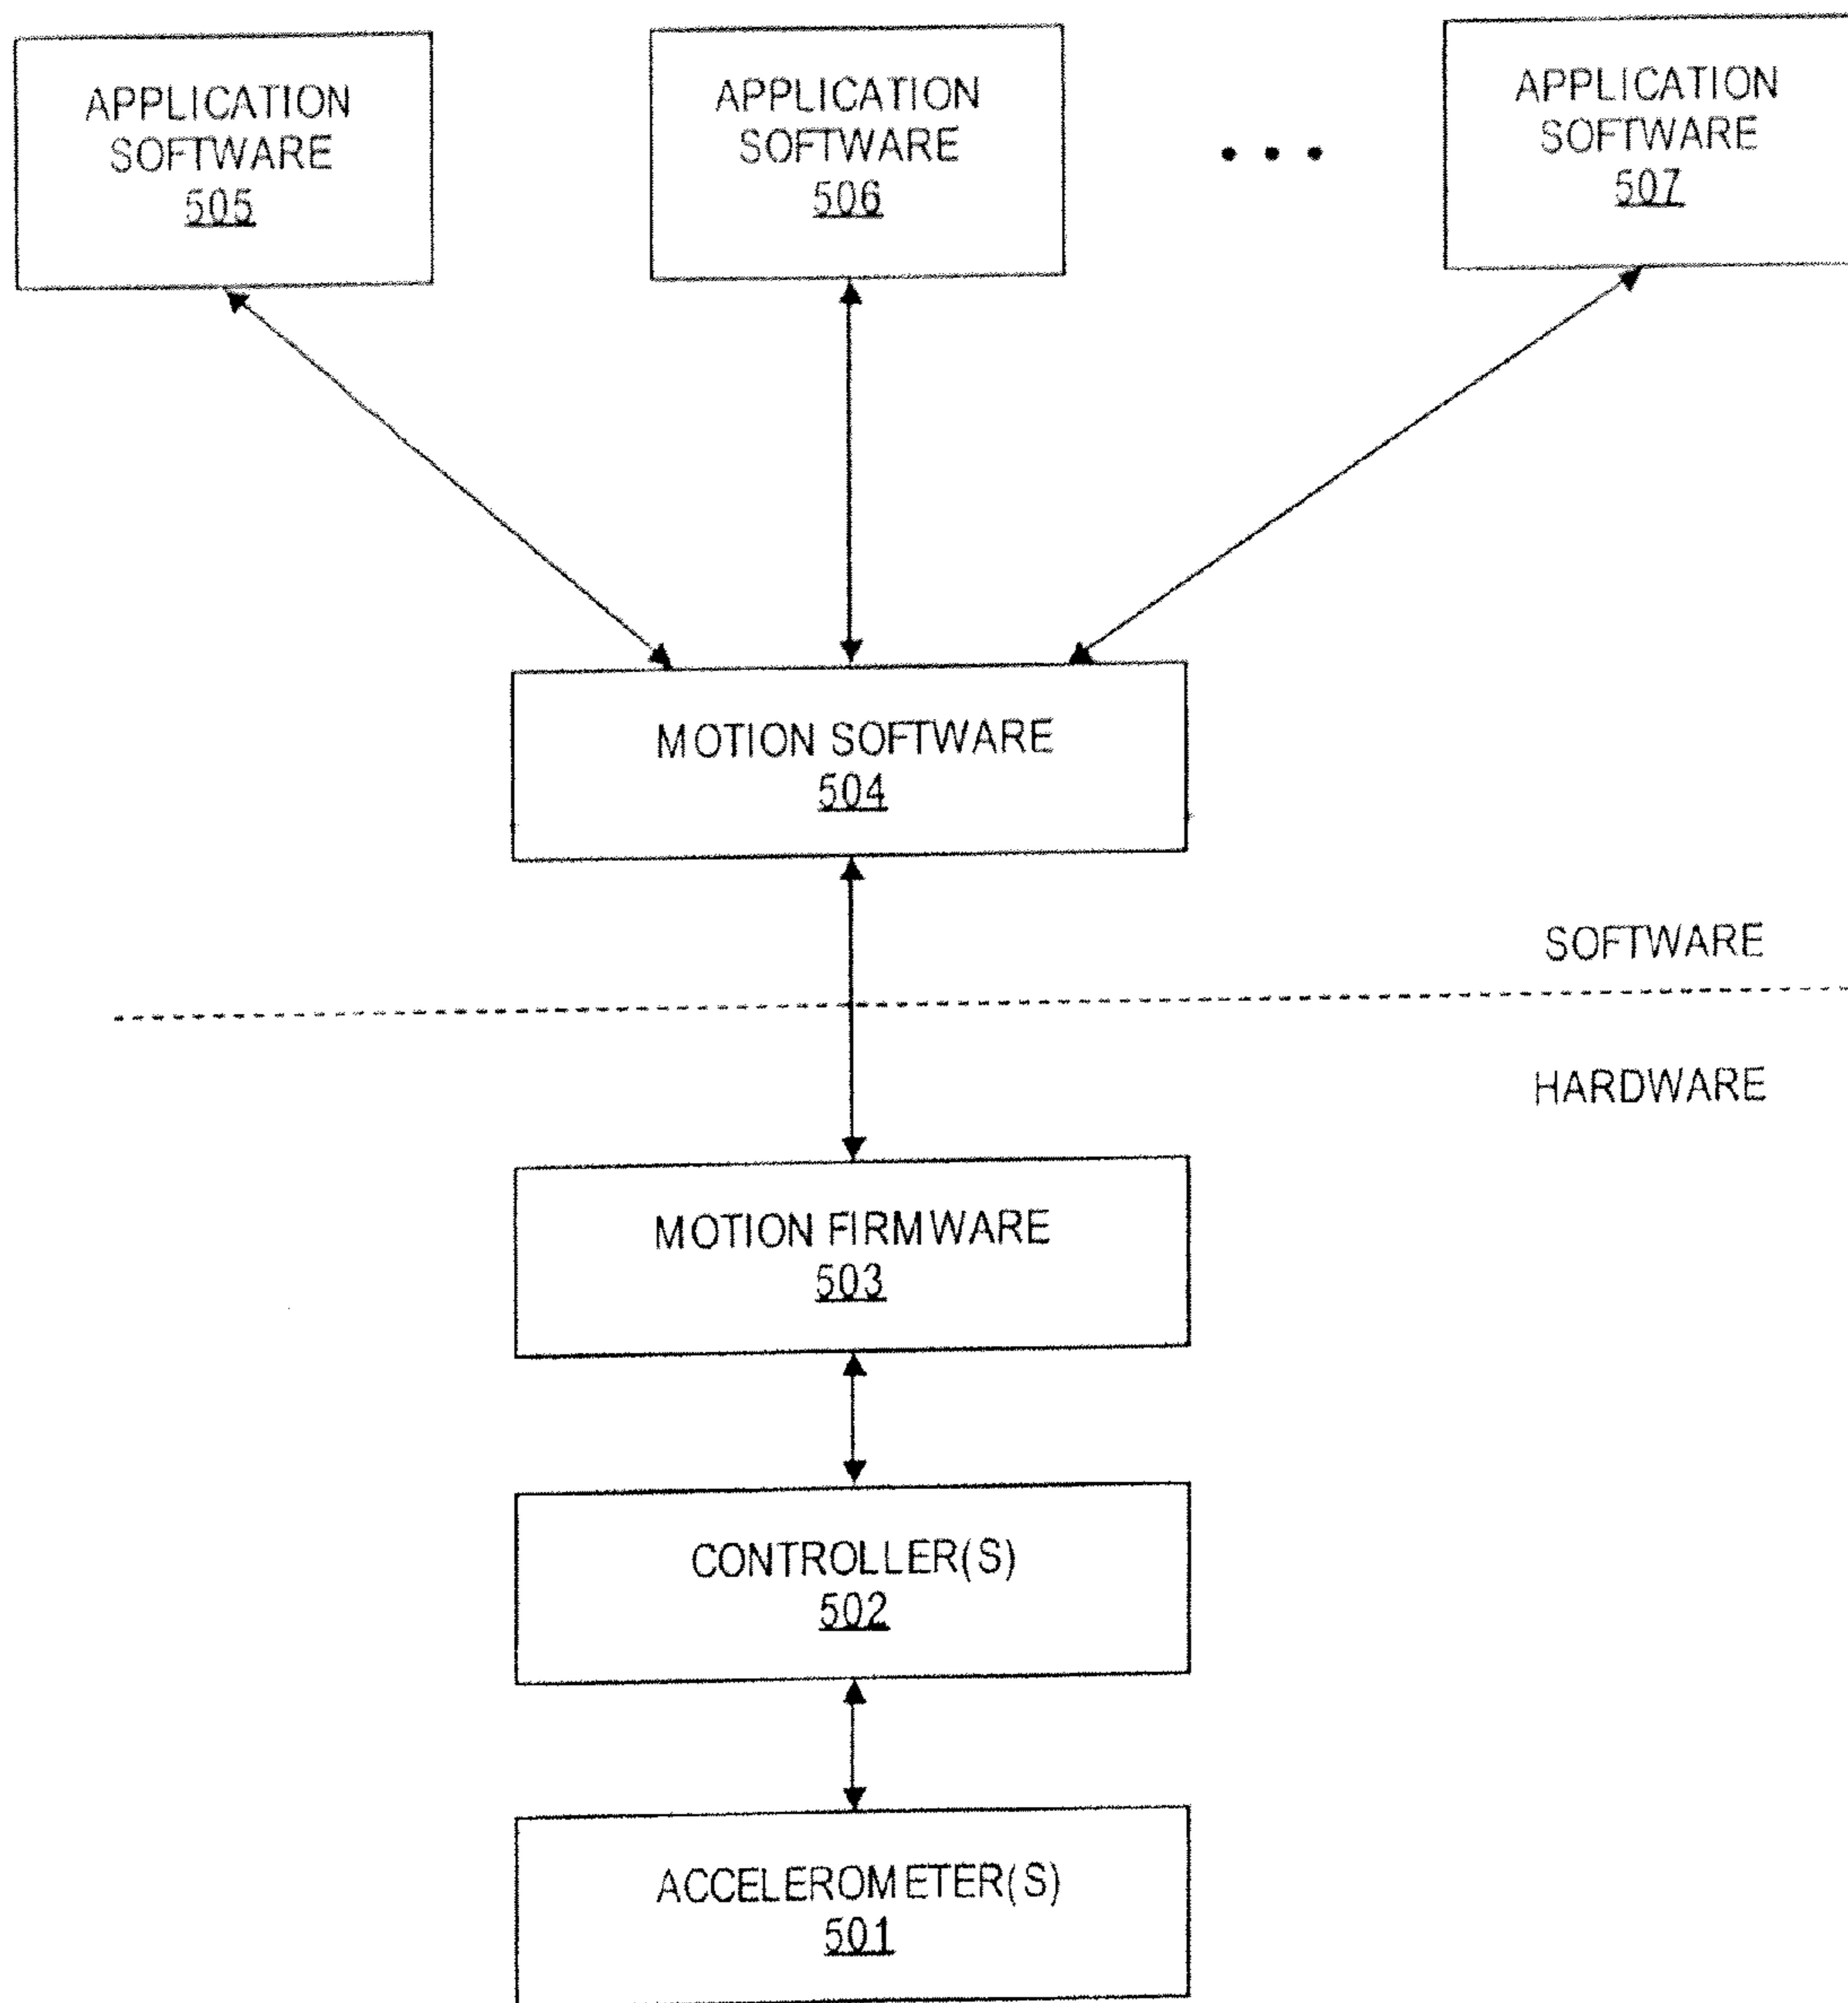 APPLICATION
SOFTWARE
505
APPLICATION
SOFTWARE
506
APPLICATION
SOFTWARE
507
MOTION SOFTWARE
504
SOFTWARE
HARDWARE
MOTION FIRMWARE
503
CONTROLLER(S)
502
ACCELEROMETER(S)
501